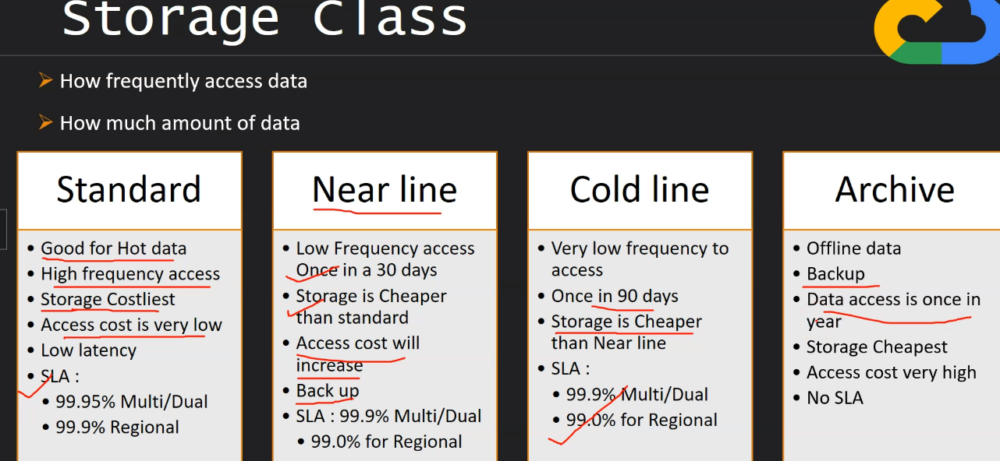 Storage Class
How frequently access data
How much amount of data
Standard
• Good for Hot data
• High frequency access
• Storage Costliest
• Access cost is very low
• Low latency
• SLA :
• 99.95% Multi/Dual
• 99.9% Regional
Near line
• Low Frequency access
Once in a 30 days
• Storage is Cheaper
than standard
• Access cost will
increase
• Back up
• SLA : 99.9% Multi/Dual
• 99.0% for Regional
Cold line
• Very low frequency to
access
• Once in 90 days
• Storage is Cheaper
than Near line
• SLA :
• 99.9% Multi/Dual
• 99.0% for Regional
Archive
• Offline data
• Backup
• Data access is once in
year
• Storage Cheapest
• Access cost very high
• No SLA